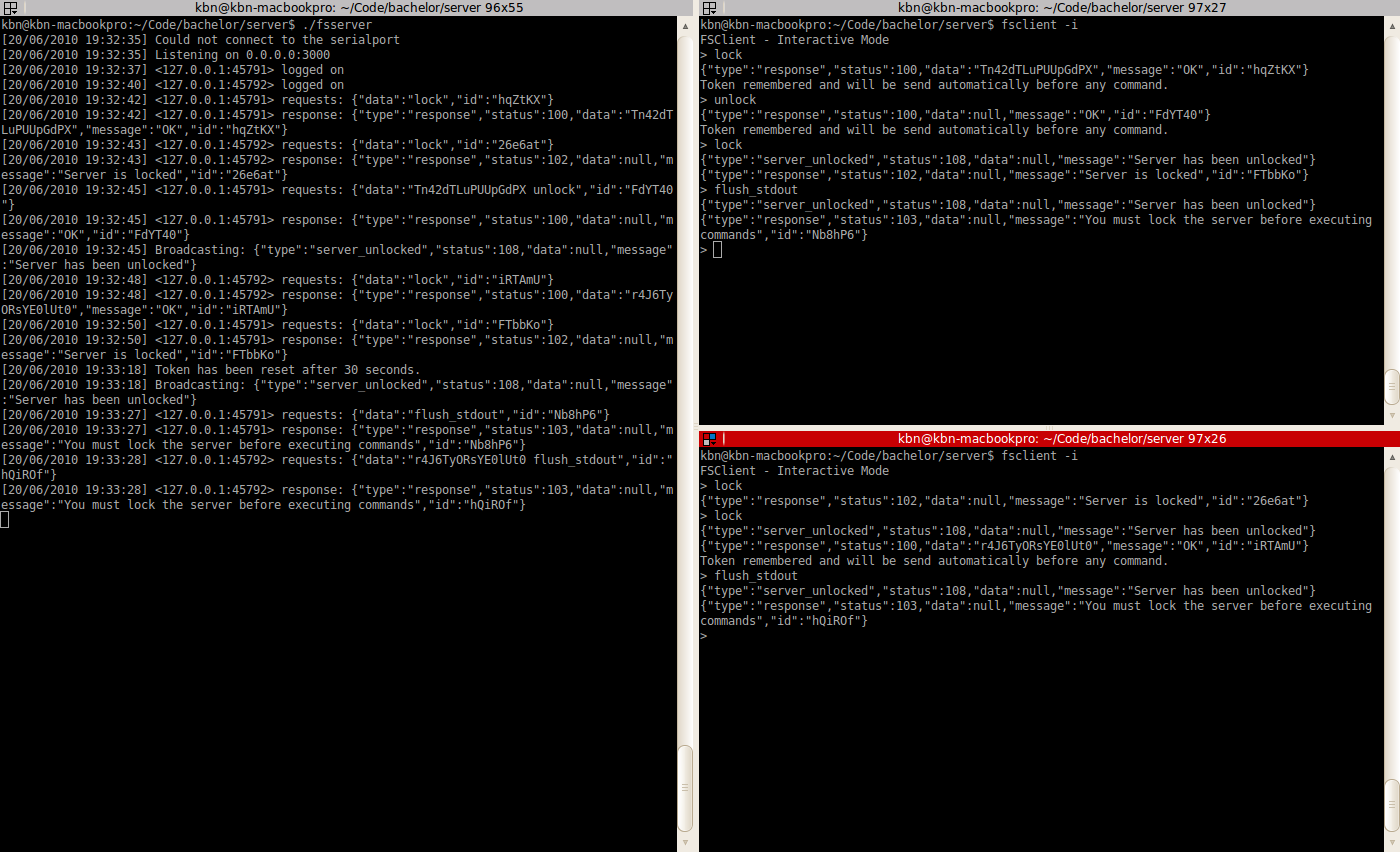 kbn@kbn-macbookpro: ~/Code/bachelor/server 96x55
kbn@kbn-macbookpro:~/Code/bachelor/server$ ./fsserver
[20/06/2010 19:32:35] Could not connect to the serialport
[20/06/2010 19:32:35] Listening on 0.0.0.0:3000
[20/06/2010 19:32:37] <127.0.0.1:45791> logged on
[20/06/2010 19:32:40] <127.0.0.1:45792> logged on
[20/06/2010 19:32:42] <127.0.0.1:45791> requests: {"data":"lock","id":"hqZtKX"}
[20/06/2010 19:32:42] <127.0.0.1:45791> response: {"type":"response","status":100,"data":"Tn42dT
LuPUUpGdPX","message":"OK","id":"hqZtKX"}
[20/06/2010 19:32:43] <127.0.0.1:45792> requests: {"data":"lock","id":"26e6at"}
[20/06/2010 19:32:43] <127.0.0.1:45792> response: {"type":"response","status":102,"data":null,"m
essage":"Server is locked","id":"26e6at"}
[20/06/2010 19:32:45] <127.0.0.1:45791> requests: {"data":"Tn42dTLuPUUpGdPX unlock","id":"FdYT40
"}
[20/06/2010 19:32:45] <127.0.0.1:45791> response: {"type":"response","status":100,"data":null,"m
essage":"OK","id":"FdYT40"}
[20/06/2010 19:32:45] Broadcasting: {"type":"server_unlocked","status":108,"data":null,"message"
:"Server has been unlocked"}
[20/06/2010 19:32:48] <127.0.0.1:45792> requests: {"data":"lock","id":"iRTAmU"}
[20/06/2010 19:32:48] <127.0.0.1:45792> response: {"type":"response","status":100,"data":"r4J6Ty
ORsYE0lUt0","message":"OK","id":"iRTAmU"}
[20/06/2010 19:32:50] <127.0.0.1:45791> requests: {"data":"lock","id":"FTbbKo"}
[20/06/2010 19:32:50] <127.0.0.1:45791> response: {"type":"response","status":102,"data":null,"m
essage":"Server is locked","id":"FTbbKo"}
[20/06/2010 19:33:18] Token has been reset after 30 seconds.
[20/06/2010 19:33:18] Broadcasting: {"type":"server_unlocked","status":108,"data":null,"message"
:"Server has been unlocked"}
[20/06/2010 19:33:27] <127.0.0.1:45791> requests: {"data":"flush_stdout","id":"Nb8hP6"}
[20/06/2010 19:33:27] <127.0.0.1:45791> response: {"type":"response","status":103,"data":null,"m
essage":"You must lock the server before executing commands","id":"Nb8hP6"}
[20/06/2010 19:33:28] <127.0.0.1:45792> requests: {"data":"r4J6TyORsYE0lUt0 flush_stdout","id":"
hQiROf"}
[20/06/2010 19:33:28] <127.0.0.1:45792> response: {"type":"response","status":103,"data":null,"m
essage":"You must lock the server before executing commands","id":"hQiROf"}
kbn@kbn-macbookpro: ~/Code/bachelor/server 97x27
kbn@kbn-macbookpro:~/Code/bachelor/server$ fsclient -i
FSClient - Interactive Mode
> lock
{"type":"response","status":100,"data":"Tn42dTLuPUUpGdPX","message":"OK","id":"hqZtKX"}
Token remembered and will be send automatically before any command.
> unlock
{"type":"response","status":100,"data":null,"message":"OK","id":"FdYT40"}
Token remembered and will be send automatically before any command.
> lock
{"type":"server_unlocked","status":108,"data":null,"message":"Server has been unlocked"}
{"type":"response","status":102,"data":null,"message":"Server is locked","id":"FTbbKo"}
> flush_stdout
{"type":"server_unlocked","status":108,"data":null,"message":"Server has been unlocked"}
{"type":"response","status":103,"data":null,"message":"You must lock the server before executing
commands","id":"Nb8hP6"}
>
kbn@kbn-macbookpro: ~/Code/bachelor/server 97x26
kbn@kbn-macbookpro:~/Code/bachelor/server$ fsclient -i
FSClient - Interactive Mode
> lock
{"type":"response","status":102,"data":null,"message":"Server is locked","id":"26e6at"}
> lock
{"type":"server_unlocked","status":108,"data":null,"message":"Server has been unlocked"}
{"type":"response","status":100,"data":"r4J6TyORsYE0lUt0","message":"OK","id":"iRTAmU"}
Token remembered and will be send automatically before any command.
> flush_stdout
{"type":"server_unlocked","status":108,"data":null,"message":"Server has been unlocked"}
{"type":"response","status":103,"data":null,"message":"You must lock the server before executing
commands","id":"hQiROf"}
>